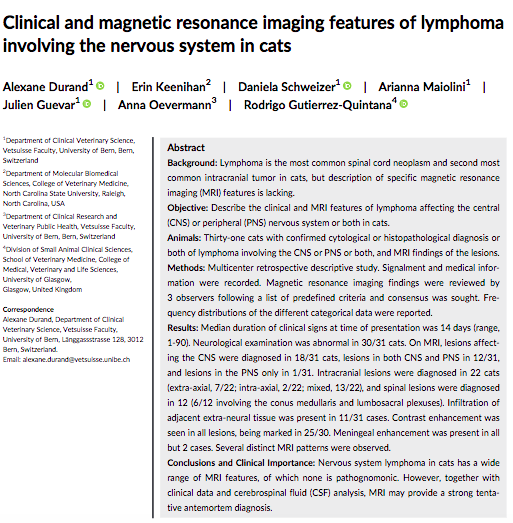 Clinical and magnetic resonance imaging features of lymphoma
involving the nervous system in cats
Alexane Durand¹ | Erin Keenihan² | Daniela Schweizer¹ | Arianna Maiolini¹ |
Julien Guevar¹ | Anna Oevermann³ | Rodrigo Gutierrez-Quintana⁴
¹Department of Clinical Veterinary Science,
Vetsuisse Faculty, University of Bern, Bern,
Switzerland
²Department of Molecular Biomedical
Sciences, College of Veterinary Medicine,
North Carolina State University, Raleigh,
North Carolina, USA
³Department of Clinical Research and
Veterinary Public Health, Vetsuisse Faculty,
University of Bern, Bern, Switzerland
⁴Division of Small Animal Clinical Sciences,
School of Veterinary Medicine, College of
Medical, Veterinary and Life Sciences,
University of Glasgow,
Glasgow, United Kingdom
Correspondence
Alexane Durand, Department of Clinical
Veterinary Science, Vetsuisse Faculty,
University of Bern, Länggassstrasse 128, 3012
Bern, Switzerland.
Email: alexane.durand@vetsuisse.unibe.ch
Abstract
Background: Lymphoma is the most common spinal cord neoplasm and second most
common intracranial tumor in cats, but description of specific magnetic resonance
imaging (MRI) features is lacking.
Objective: Describe the clinical and MRI features of lymphoma affecting the central
(CNS) or peripheral (PNS) nervous system or both in cats.
Animals: Thirty-one cats with confirmed cytological or histopathological diagnosis or
both of lymphoma involving the CNS or PNS or both, and MRI findings of the lesions.
Methods: Multicenter retrospective descriptive study. Signalment and medical infor-
mation were recorded. Magnetic resonance imaging findings were reviewed by
3 observers following a list of predefined criteria and consensus was sought. Fre-
quency distributions of the different categorical data were reported.
Results: Median duration of clinical signs at time of presentation was 14 days (range,
1-90). Neurological examination was abnormal in 30/31 cats. On MRI, lesions affect-
ing the CNS were diagnosed in 18/31 cats, lesions in both CNS and PNS in 12/31,
and lesions in the PNS only in 1/31. Intracranial lesions were diagnosed in 22 cats
(extra-axial, 7/22; intra-axial, 2/22; mixed, 13/22), and spinal lesions were diagnosed
in 12 (6/12 involving the conus medullaris and lumbosacral plexuses). Infiltration of
adjacent extra-neural tissue was present in 11/31 cases. Contrast enhancement was
seen in all lesions, being marked in 25/30. Meningeal enhancement was present in all
but 2 cases. Several distinct MRI patterns were observed.
Conclusions and Clinical Importance: Nervous system lymphoma in cats has a wide
range of MRI features, of which none is pathognomonic. However, together with
clinical data and cerebrospinal fluid (CSF) analysis, MRI may provide a strong tenta-
tive antemortem diagnosis.